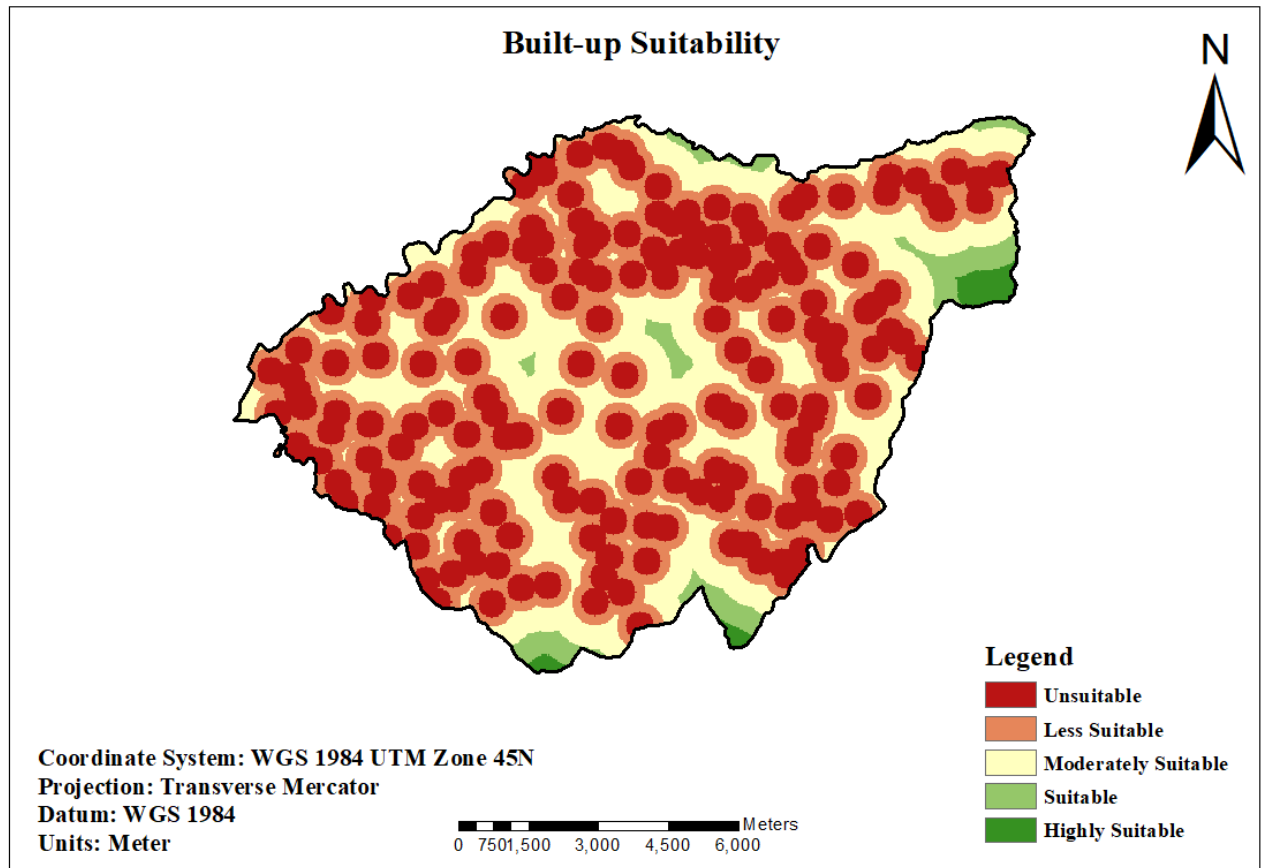 Built-up Suitability
N
Legend
Unsuitable
Less Suitable
Moderately Suitable
Suitable
Highly Suitable
Coordinate System: WGS 1984 UTM Zone 45N
Projection: Transverse Mercator
Datum: WGS 1984
Units: Meter
Meters
0 7501,500 3,000 4,500 6,000